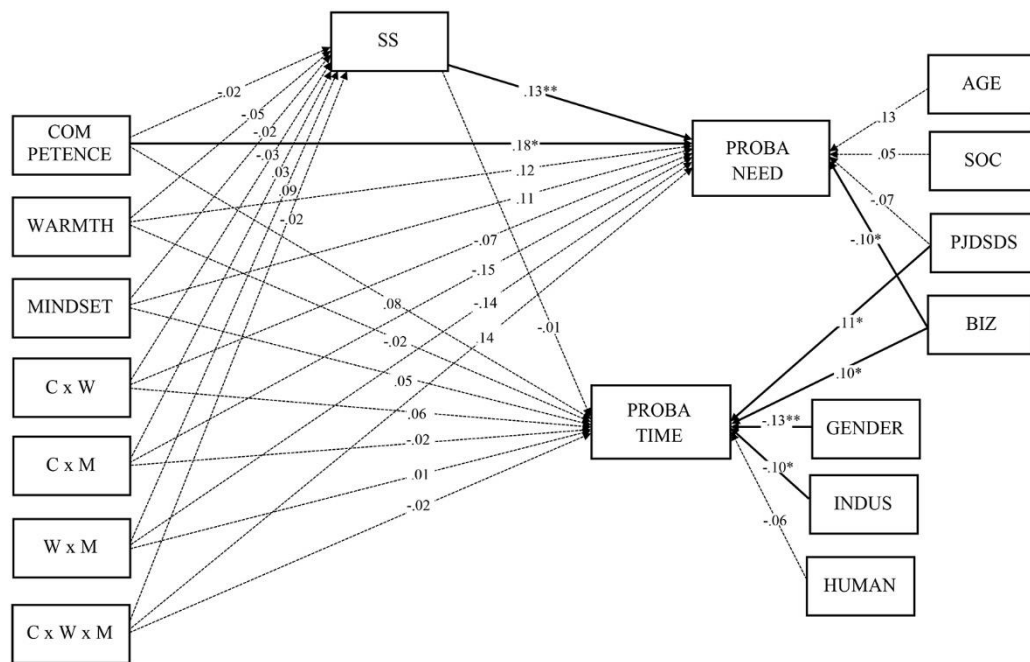 SS
COM
PETENCE
WARMTH
MINDSET
C x W
C x M
W x M
C x W x M
PROBA
NEED
PROBA
TIME
AGE
SOC
PJDSDS
BIZ
GENDER
INDUS
HUMAN
-.02
-.05
-.02
-.03
.03
.09
-.02
.13**
.18*
.12
.11
-.07
-.15
-.14
.14
.08
-.02
.05
.06
-.02
.01
-.02
-.01
.13
.05
-.07
-.10*
.11*
.10*
-.13**
-.10*
-.06